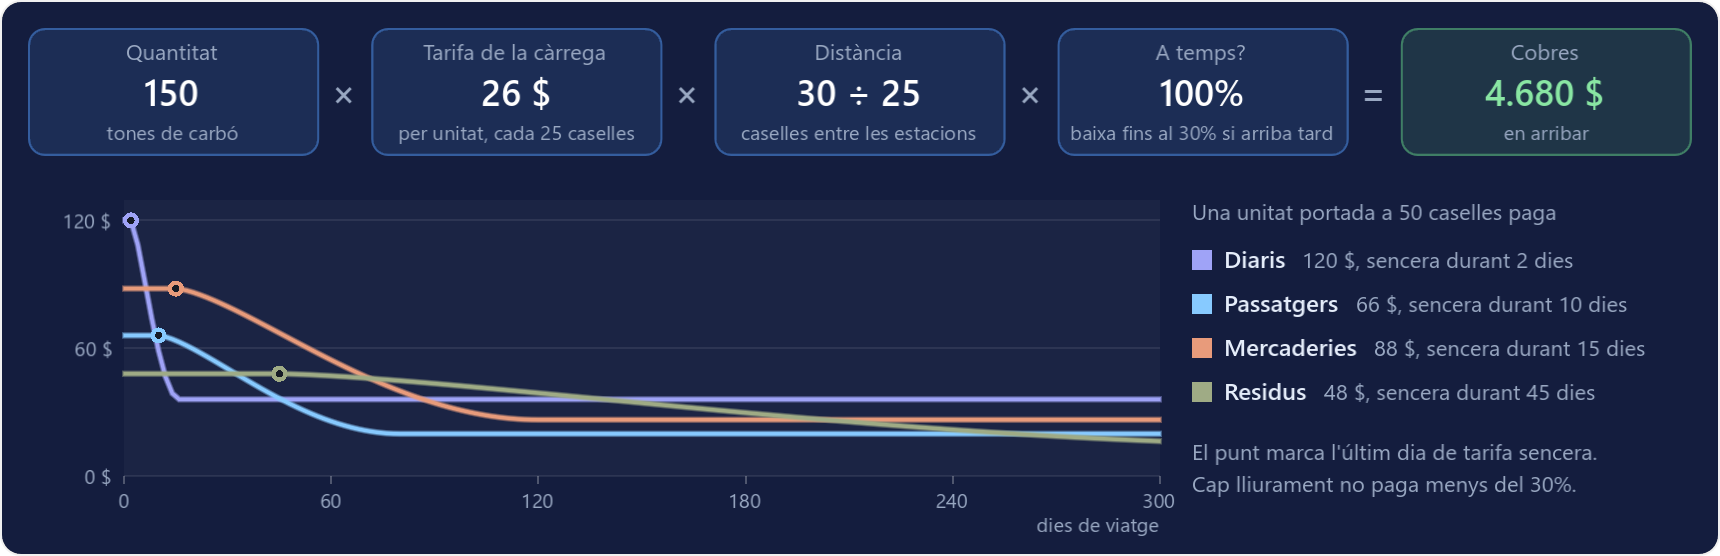 Quantitat
150
tones de carbó
×
Tarifa de la càrrega
26 $
per unitat, cada 25 caselles
×
Distància
30 ÷ 25
caselles entre les estacions
×
A temps?
100%
baixa fins al 30% si arriba tard
=
Cobres
4.680 $
en arribar
120 $
60 $
0 $
0 60 120 180 240 300
dies de viatge
Una unitat portada a 50 caselles paga
Diaris 120 $, sencera durant 2 dies
Passatgers 66 $, sencera durant 10 dies
Mercaderies 88 $, sencera durant 15 dies
Residus 48 $, sencera durant 45 dies
El punt marca l'últim dia de tarifa sencera.
Cap lliurament no paga menys del 30%.